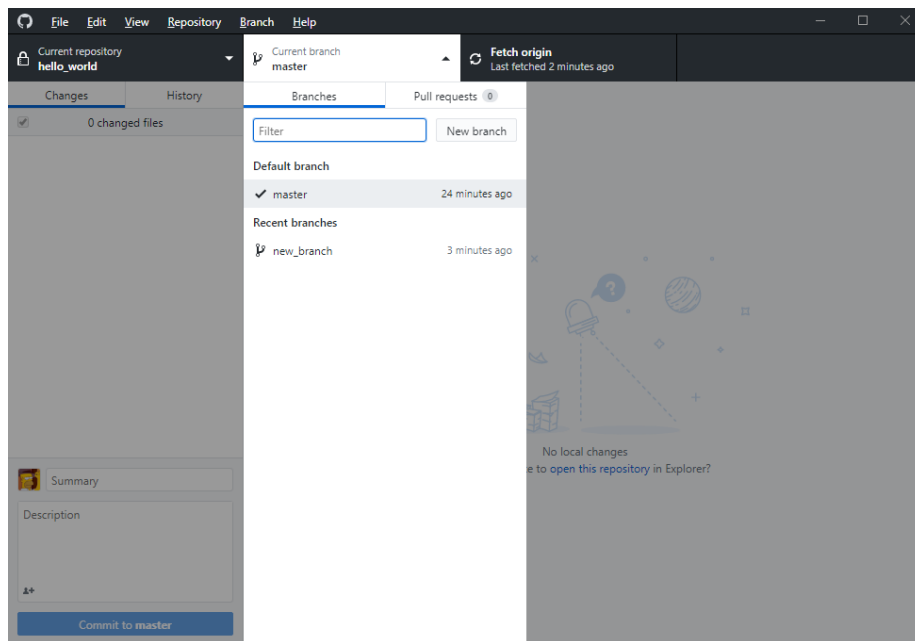 File Edit View Repository Branch Help
Current repository
hello_world
Current branch
master
Fetch origin
Last fetched 2 minutes ago
Changes History
0 changed files
Branches Pull requests 0
Filter New branch
Default branch
master 24 minutes ago
Recent branches
new_branch 3 minutes ago
?
No local changes
e to open this repository in Explorer?
Summary
Description
Commit to master